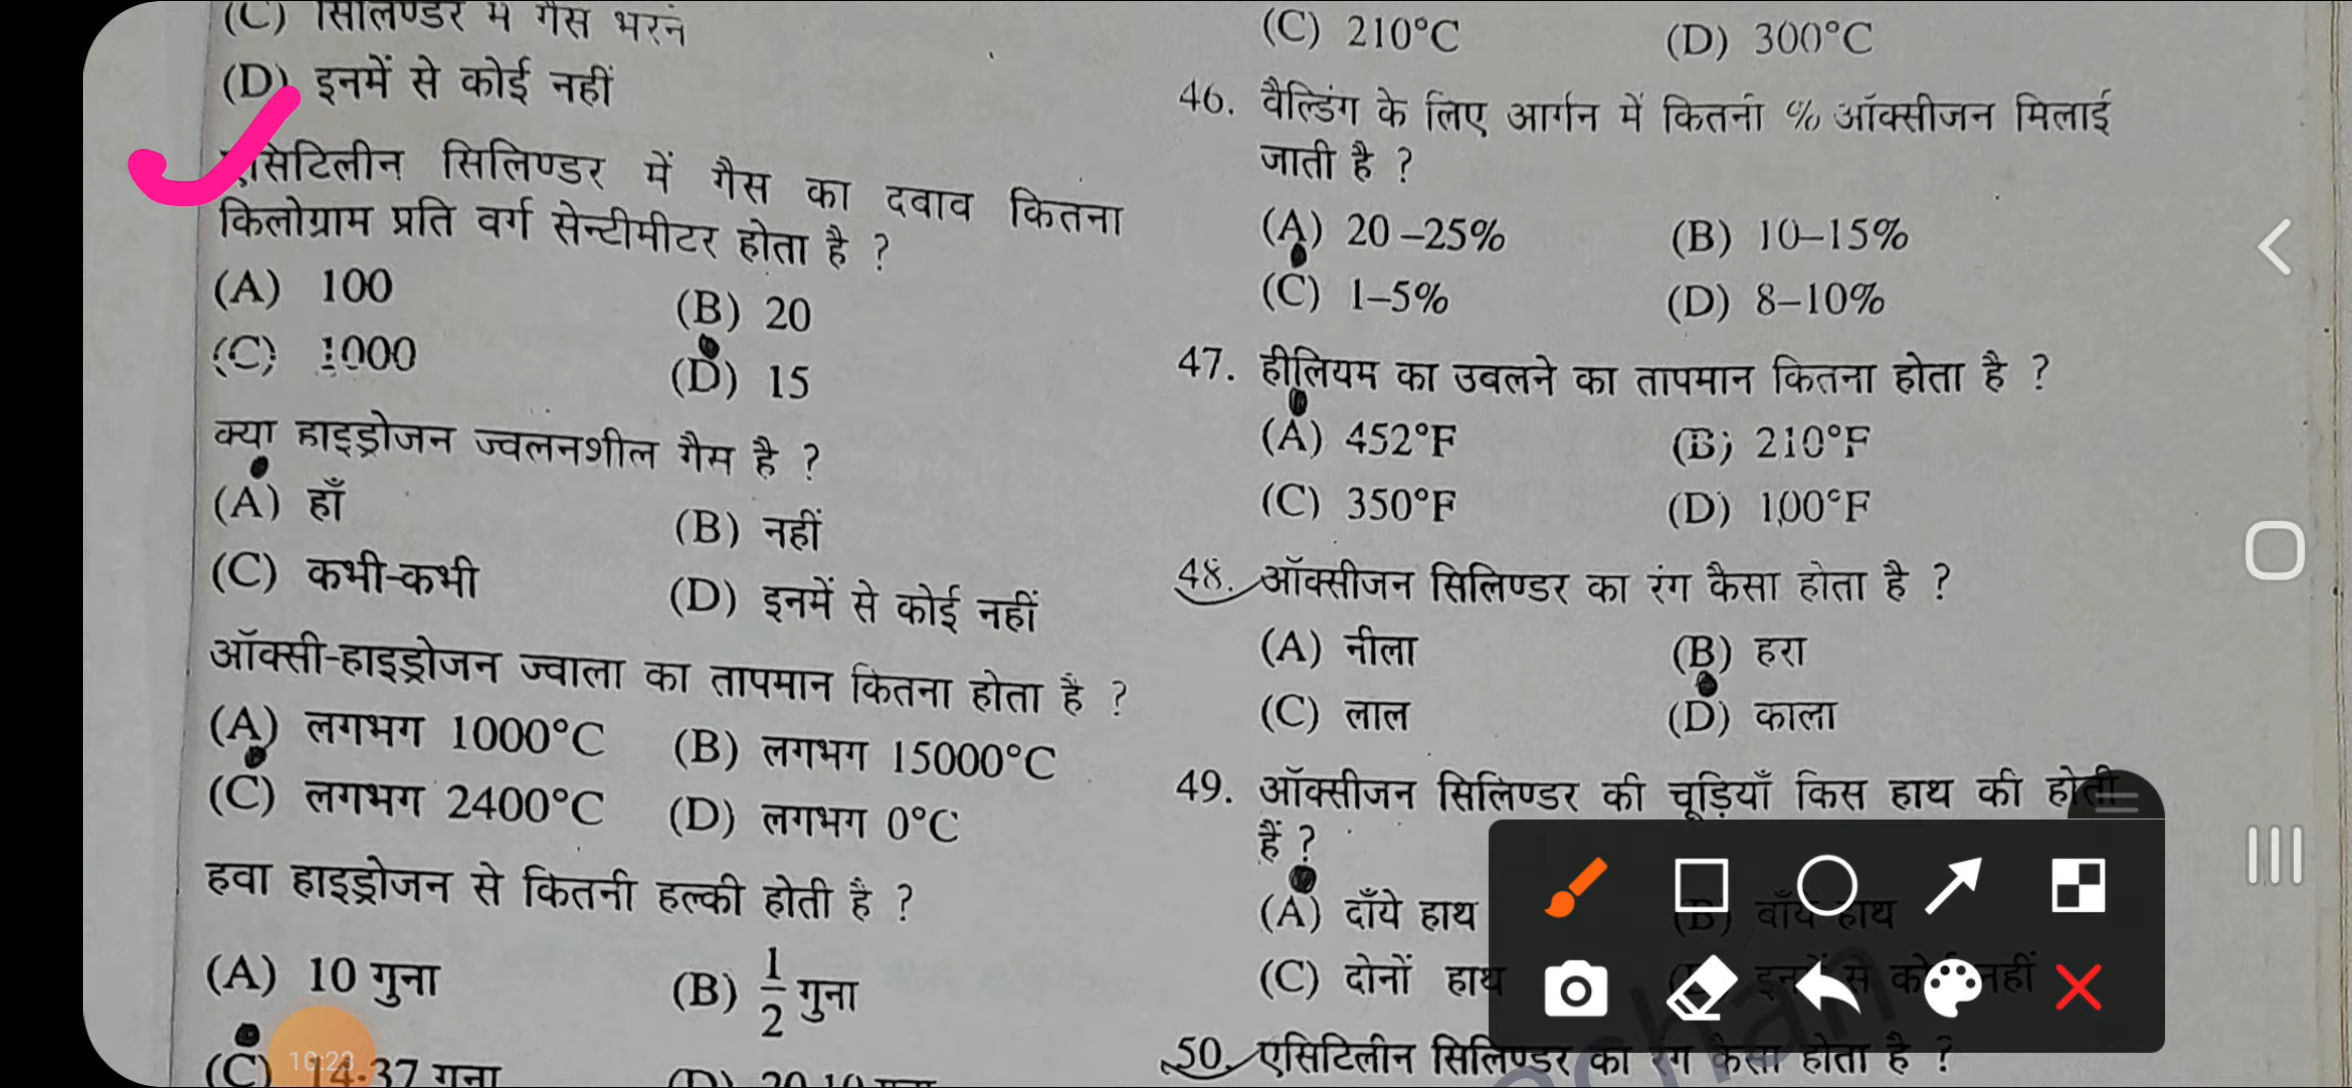 (C) सिलिण्डर में गैस भरने
(D) इनमें से कोई नहीं
एसिटिलीन सिलिण्डर में गैस का दवाव कितना
किलोग्राम प्रति वर्ग सेन्टीमीटर होता है ?
(A) 100
(B) 20
(C) 1000
(D) 15
क्या हाइड्रोजन ज्वलनशील गैस है ?
(A) हाँ
(B) नहीं
(C) कभी-कभी
(D) इनमें से कोई नहीं
ऑक्सी-हाइड्रोजन ज्वाला का तापमान कितना होता है ?
(A) लगभग 1000°C (B) लगभग 15000°C
(C) लगभग 2400°C (D) लगभग 0°C
हवा हाइड्रोजन से कितनी हल्की होती है ?
(A) 10 गुना
(B) 1/2 गुना
(C) 14.37 गुना
(D)
10:23
(C) 210°C (D) 300°C
46. वैल्डिंग के लिए आर्गन में कितनी % ऑक्सीजन मिलाई
जाती है ?
(A) 20–25% (B) 10–15%
(C) 1–5% (D) 8–10%
47. हीलियम का उबलने का तापमान कितना होता है ?
(A) 452°F (B) 210°F
(C) 350°F (D) 100°F
48. ऑक्सीजन सिलिण्डर का रंग कैसा होता है ?
(A) नीला (B) हरा
(C) लाल (D) काला
49. ऑक्सीजन सिलिण्डर की चूड़ियाँ किस हाथ की होती
हैं ?
(A) दाँये हाथ (B) बाँये हाथ
(C) दोनों हाथ (D) इनमें से कोई नहीं
50. एसिटिलीन सिलिण्डर का रंग कैसा होता है ?